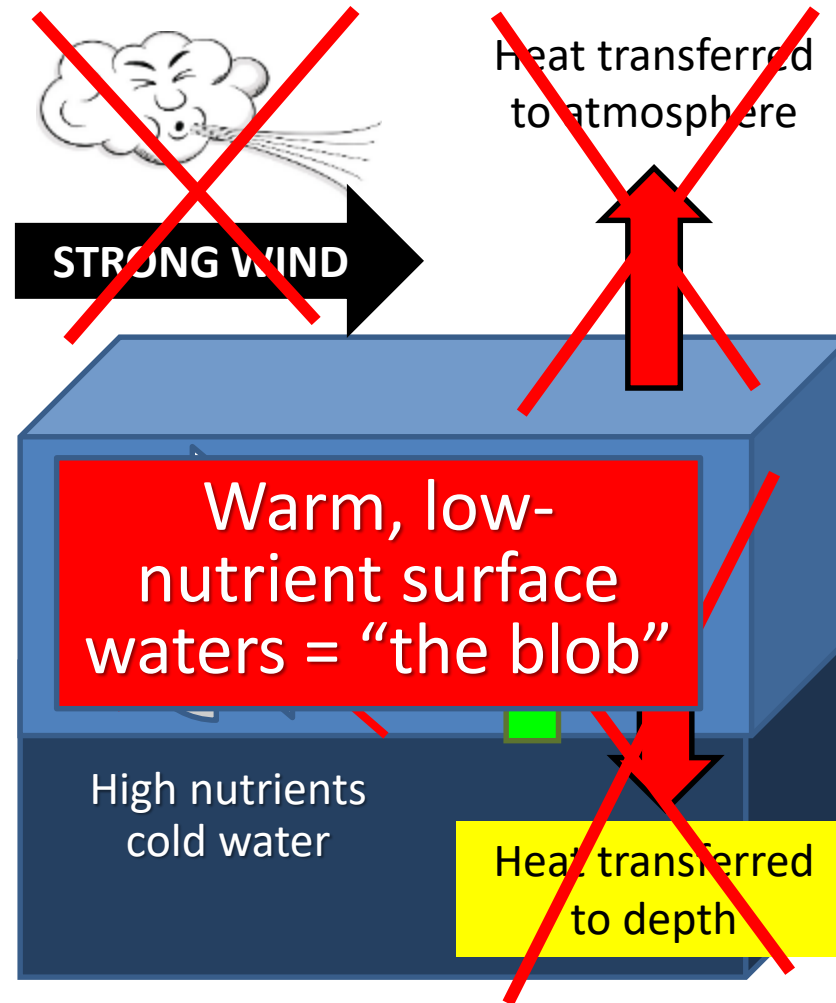 Heat transferred
to atmosphere
STRONG WIND
Warm, low-
nutrient surface
waters = “the blob”
High nutrients
cold water
Heat transferred
to depth